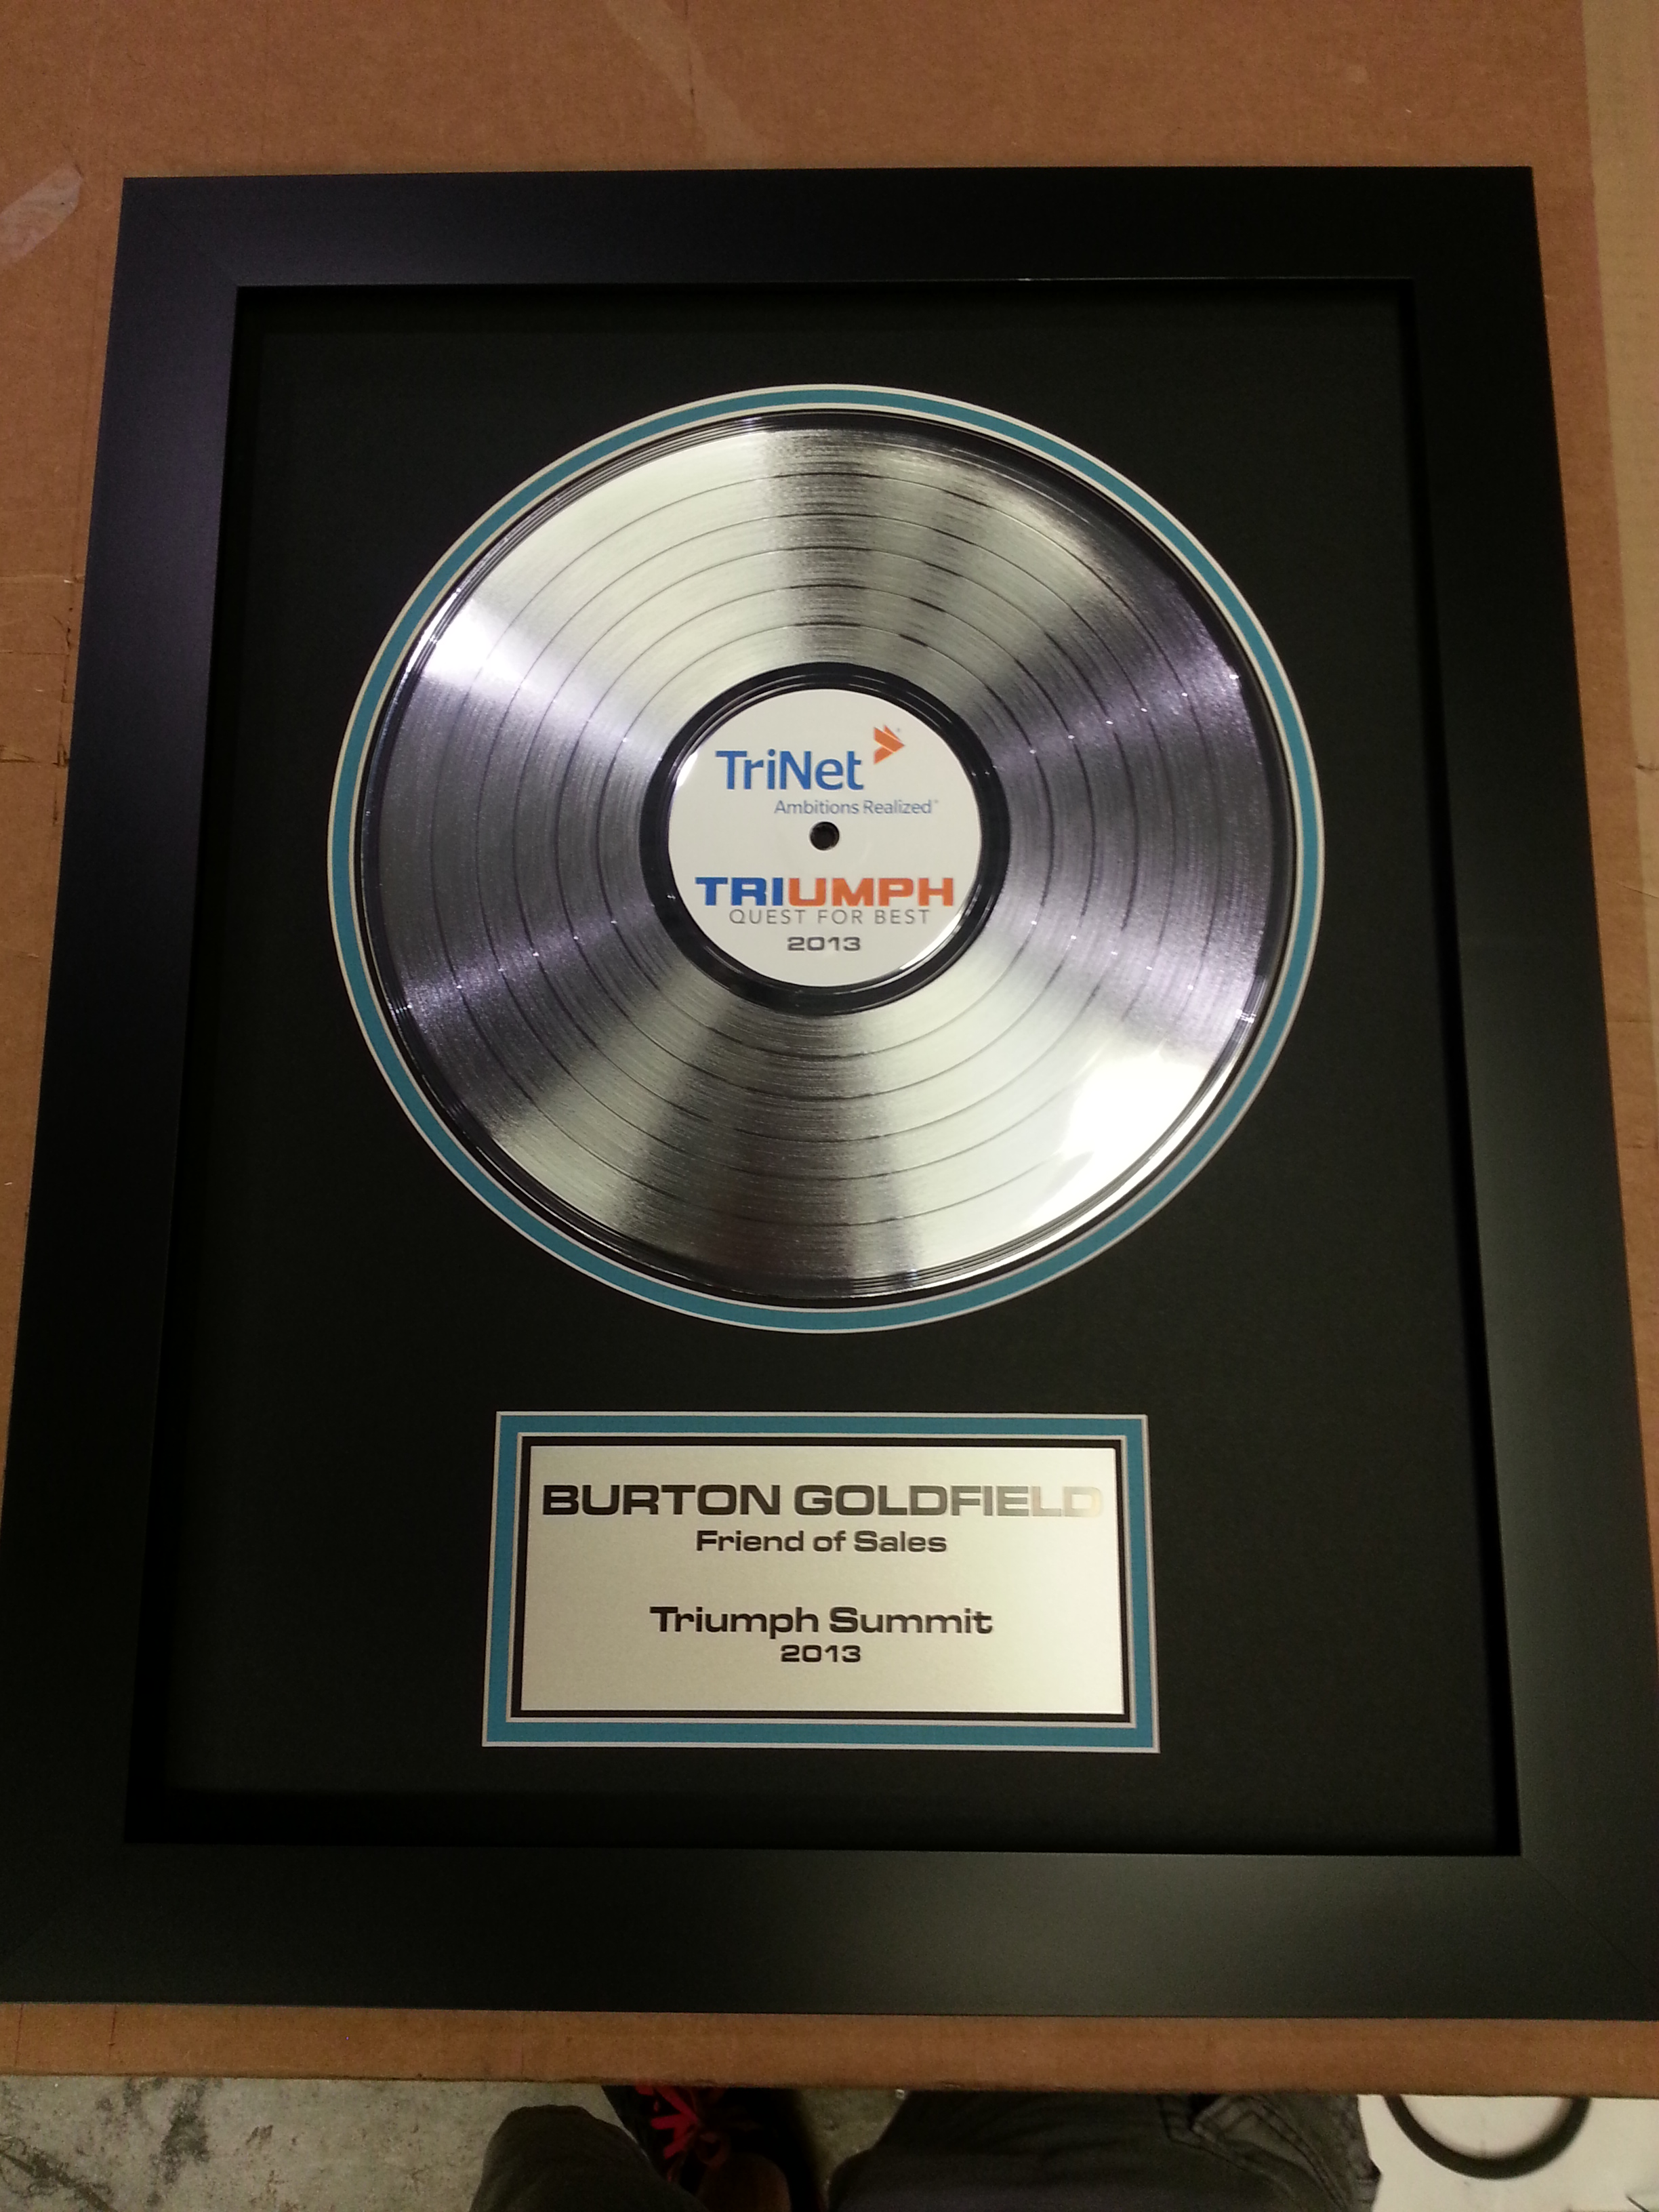 TriNet
Ambitions Realized®
TRIUMPH
QUEST FOR BEST
2013
BURTON GOLDFIELD
Friend of Sales
Triumph Summit
2013